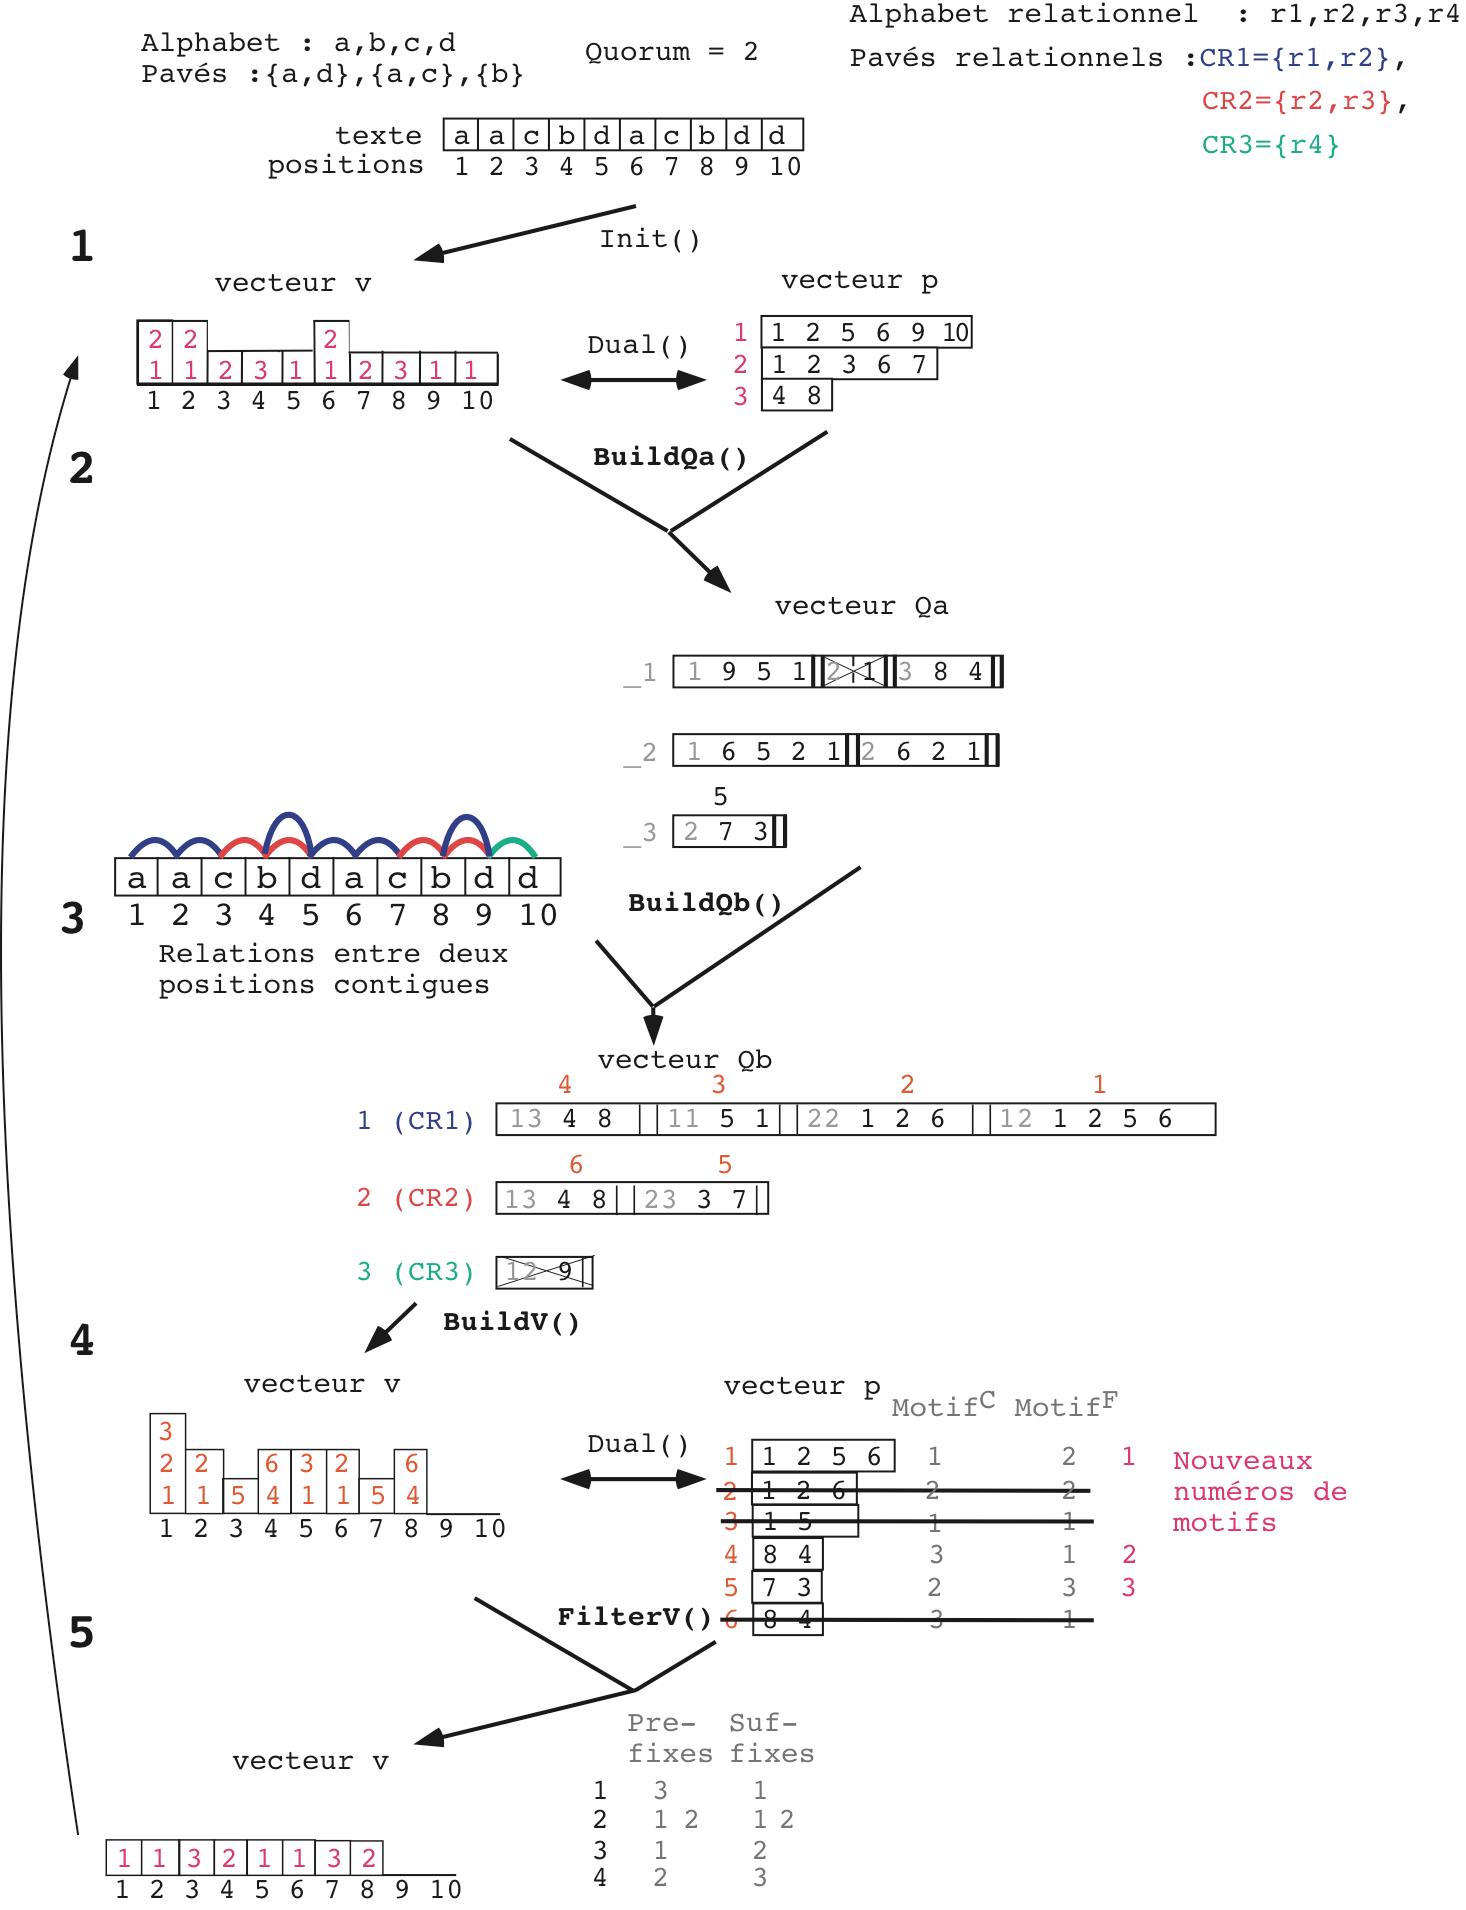 Alphabet relationnel : r1,r2,r3,r4
Alphabet : a,b,c,d
Quorum = 2
Pavés relationnels :CR1={r1,r2},
Pavés :{a,d},{a,c},{b}
CR2={r2,r3},
texte a a c b d a c b d d
CR3={r4}
positions 1 2 3 4 5 6 7 8 9 10
1
Init()
vecteur v
vecteur p
2 2 2
1 1 2 3 1 1 2 3 1 1
1 2 3 4 5 6 7 8 9 10
Dual()
1 1 2 5 6 9 10
2 1 2 3 6 7
3 4 8
2
BuildQa()
vecteur Qa
_1 1 9 5 1 2 1 3 8 4
_2 1 6 5 2 1 2 6 2 1
5
_3 2 7 3
a a c b d a c b d d
1 2 3 4 5 6 7 8 9 10
3
BuildQb()
Relations entre deux
positions contigues
vecteur Qb
4 3 2 1
1 (CR1) 13 4 8 11 5 1 22 1 2 6 12 1 2 5 6
6 5
2 (CR2) 13 4 8 23 3 7
3 (CR3) 12 9
BuildV()
4
vecteur v
vecteur p MotifC MotifF
3
2 2 6 3 2 6
1 1 5 4 1 1 5 4
1 2 3 4 5 6 7 8 9 10
Dual()
1 1 2 5 6 1 2 1
2 1 2 6 2 2
3 1 5 1 1
4 8 4 3 1 2
5 7 3 2 3 3
6 8 4 3 1
Nouveaux
numéros de
motifs
5
FilterV()
Pre- Suf-
fixes fixes
vecteur v
1 3 1
2 1 2 1 2
3 1 2
4 2 3
1 1 3 2 1 1 3 2
1 2 3 4 5 6 7 8 9 10